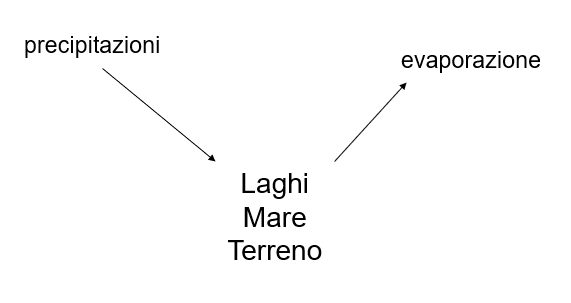 precipitazioni
evaporazione
Laghi
Mare
Terreno